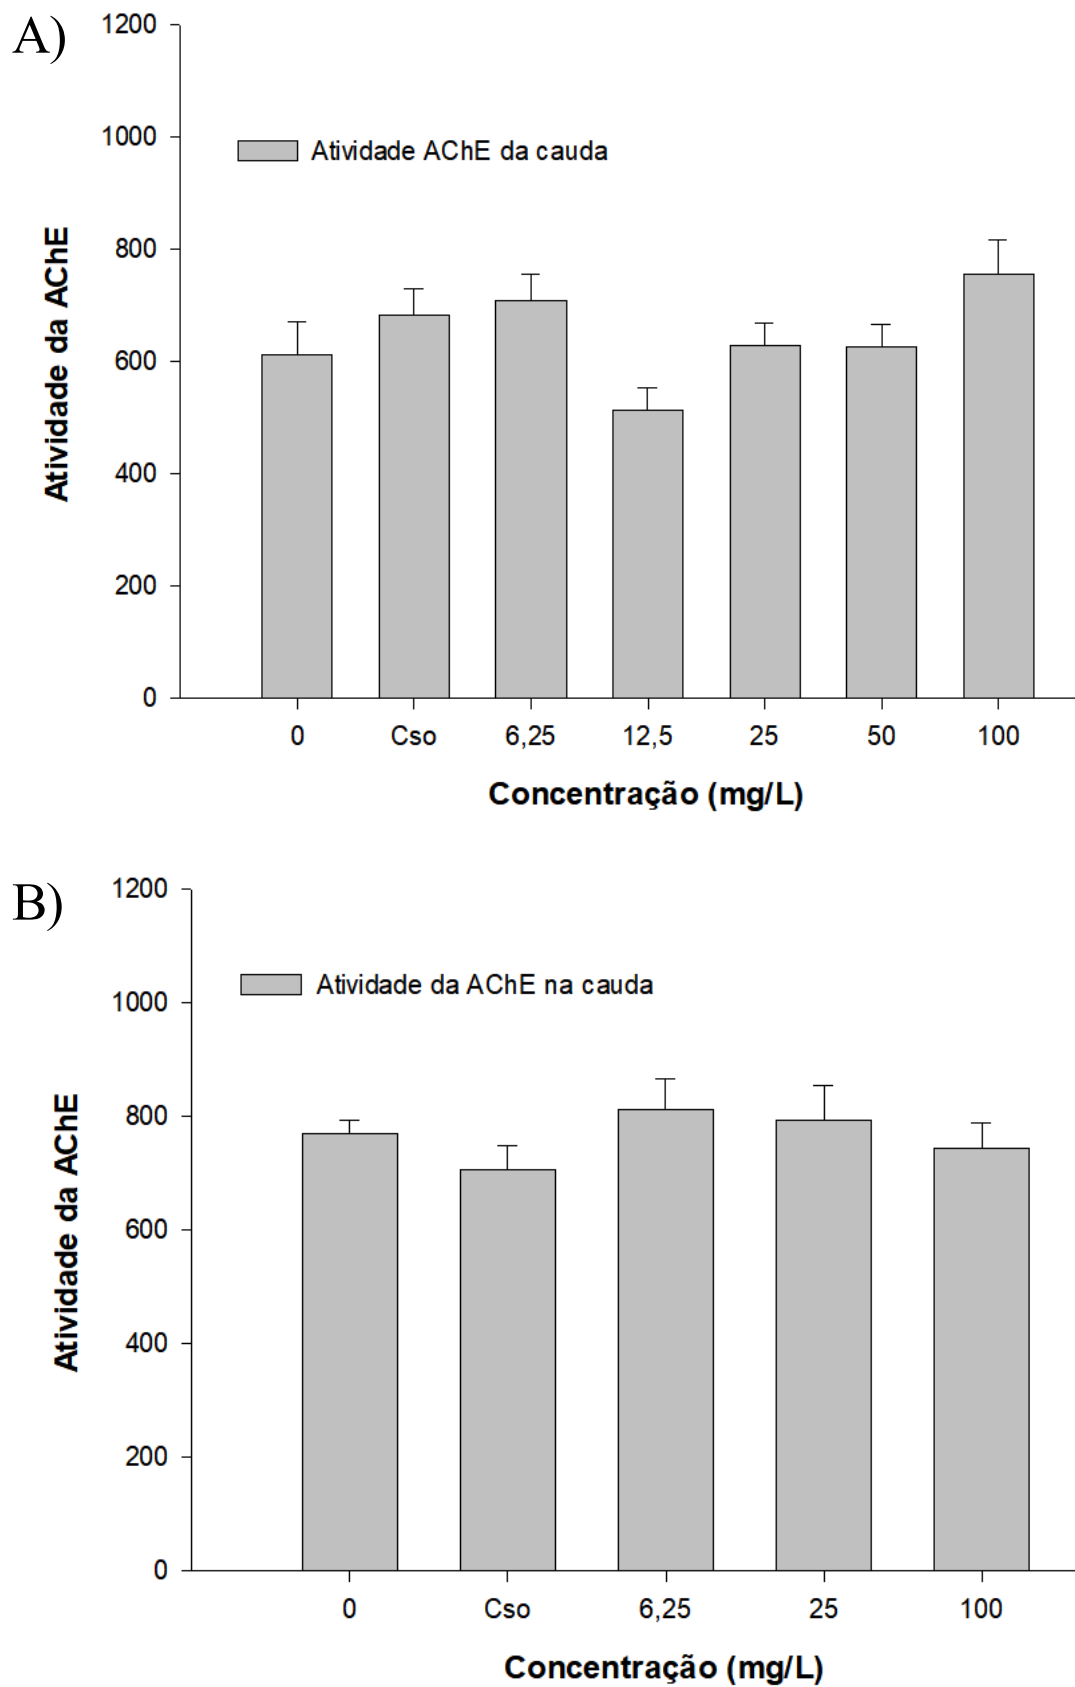 A)
1200
1000
800
600
400
200
0
Atividade da AChE
Atividade AChE da cauda
0 Cso 6,25 12,5 25 50 100
Concentração (mg/L)
B)
1200
1000
800
600
400
200
0
Atividade da AChE
Atividade da AChE na cauda
0 Cso 6,25 25 100
Concentração (mg/L)